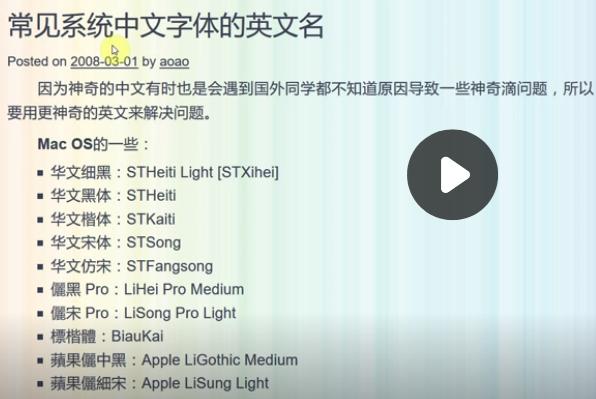 常见系统中文字体的英文名
Posted on 2008-03-01 by aoao
因为神奇的中文有时也是会遇到国外同学都不知道原因导致一些神奇滴问题，所以
要用更神奇的英文来解决问题。
Mac OS的一些：
华文细黑：STHeiti Light [STXihei]
华文黑体：STHeiti
华文楷体：STKaiti
华文宋体：STSong
华文仿宋：STFangsong
儷黑 Pro：LiHei Pro Medium
儷宋 Pro：LiSong Pro Light
標楷體：BiauKai
蘋果儷中黑：Apple LiGothic Medium
蘋果儷細宋：Apple LiSung Light